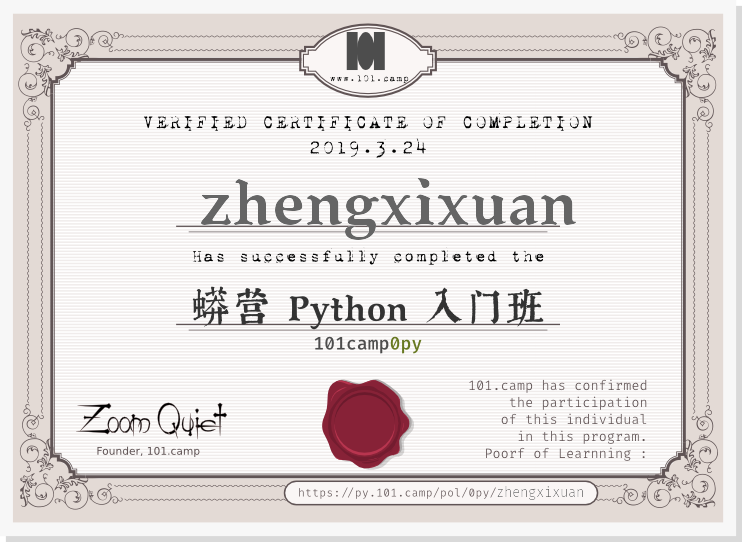 101
www.101.camp
VERIFIED CERTIFICATE OF COMPLETION
2019.3.24
zhengxixuan
Has successfully completed the
蟒营 Python 入门班
101camp0py
Zoom Quiet
Founder, 101.camp
101.camp has confirmed
the participation
of this individual
in this program.
Poorf of Learnning :
https://py.101.camp/pol/0py/zhengxixuan